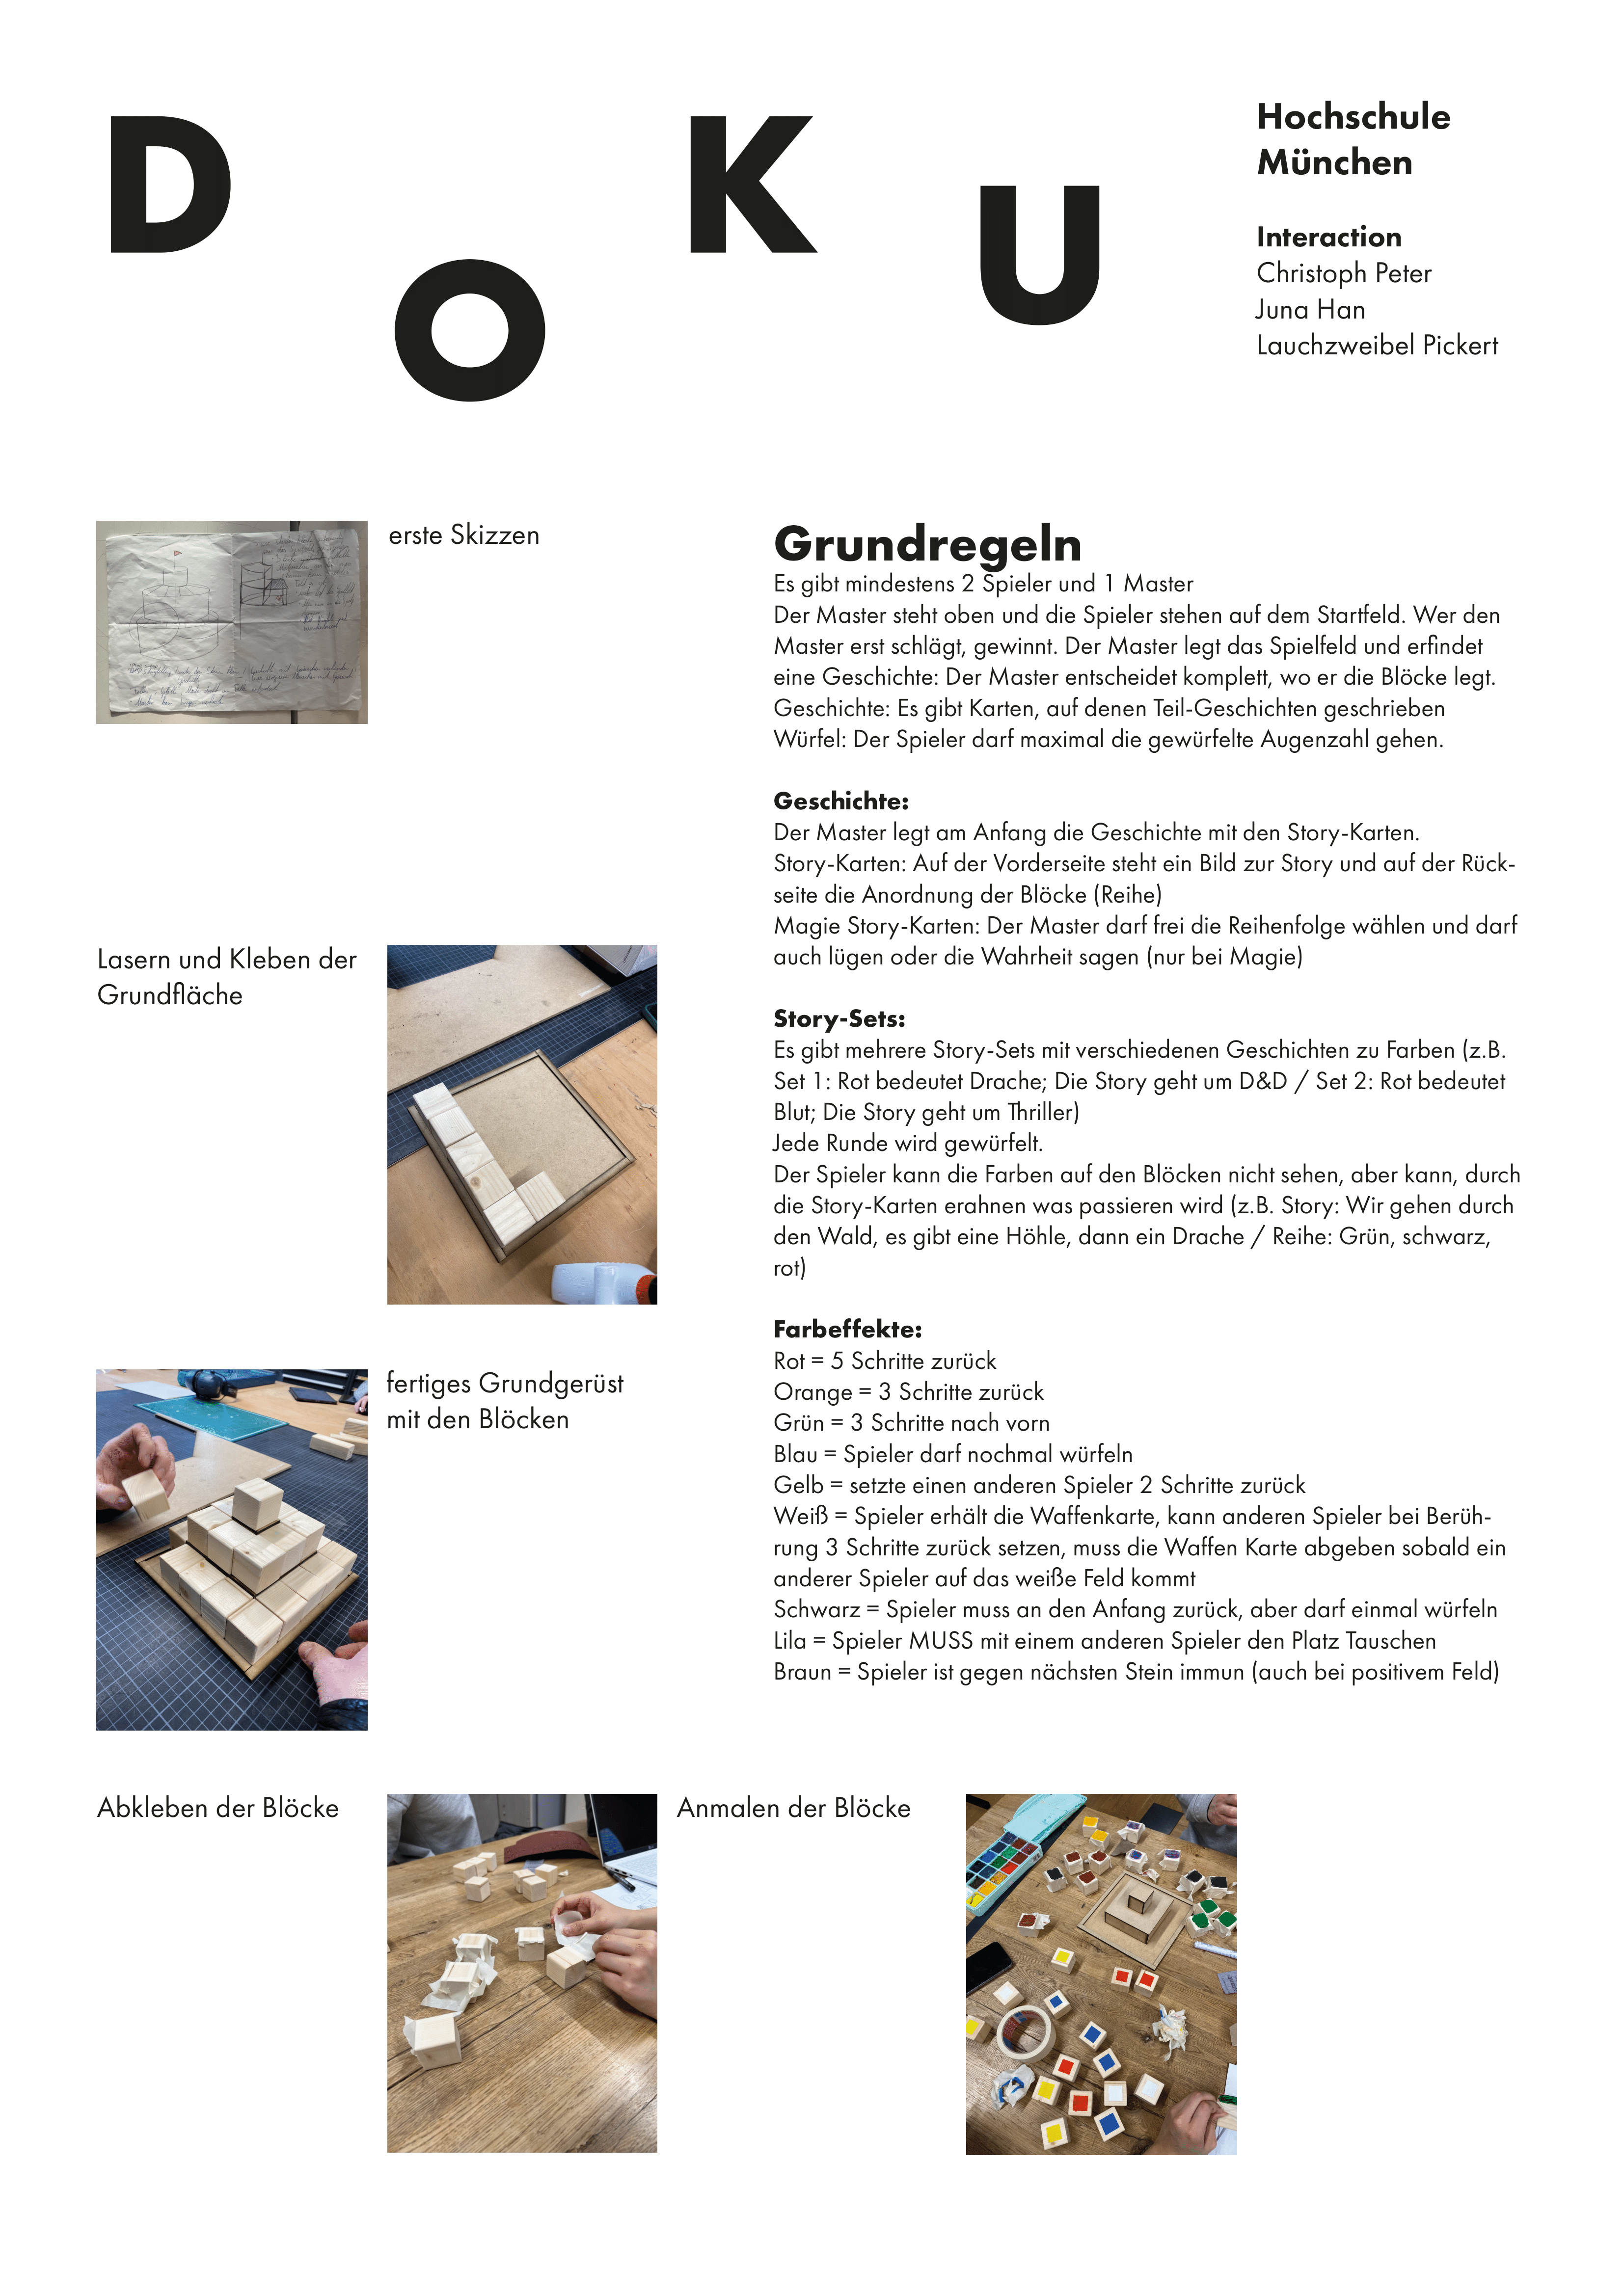 DOKU
Hochschule
München
Interaction
Christoph Peter
Juna Han
Lauchzweibel Pickert
erste Skizzen
Lasern und Kleben der
Grundfläche
fertiges Grundgerüst
mit den Blöcken
Grundregeln
Es gibt mindestens 2 Spieler und 1 Master
Der Master steht oben und die Spieler stehen auf dem Startfeld. Wer den
Master erst schlägt, gewinnt. Der Master legt das Spielfeld und erfindet
eine Geschichte: Der Master entscheidet komplett, wo er die Blöcke legt.
Geschichte: Es gibt Karten, auf denen Teil-Geschichten geschrieben
Würfel: Der Spieler darf maximal die gewürfelte Augenzahl gehen.
Geschichte:
Der Master legt am Anfang die Geschichte mit den Story-Karten.
Story-Karten: Auf der Vorderseite steht ein Bild zur Story und auf der Rück-
seite die Anordnung der Blöcke (Reihe)
Magie Story-Karten: Der Master darf frei die Reihenfolge wählen und darf
auch lügen oder die Wahrheit sagen (nur bei Magie)
Story-Sets:
Es gibt mehrere Story-Sets mit verschiedenen Geschichten zu Farben (z.B.
Set 1: Rot bedeutet Drache; Die Story geht um D&D / Set 2: Rot bedeutet
Blut; Die Story geht um Thriller)
Jede Runde wird gewürfelt.
Der Spieler kann die Farben auf den Blöcken nicht sehen, aber kann, durch
die Story-Karten erahnen was passieren wird (z.B. Story: Wir gehen durch
den Wald, es gibt eine Höhle, dann ein Drache / Reihe: Grün, schwarz,
rot)
Farbeffekte:
Rot = 5 Schritte zurück
Orange = 3 Schritte zurück
Grün = 3 Schritte nach vorn
Blau = Spieler darf nochmal würfeln
Gelb = setzte einen anderen Spieler 2 Schritte zurück
Weiß = Spieler erhält die Waffenkarte, kann anderen Spieler bei Berüh-
rung 3 Schritte zurück setzen, muss die Waffen Karte abgeben sobald ein
anderer Spieler auf das weiße Feld kommt
Schwarz = Spieler muss an den Anfang zurück, aber darf einmal würfeln
Lila = Spieler MUSS mit einem anderen Spieler den Platz Tauschen
Braun = Spieler ist gegen nächsten Stein immun (auch bei positivem Feld)
Abkleben der Blöcke
Anmalen der Blöcke